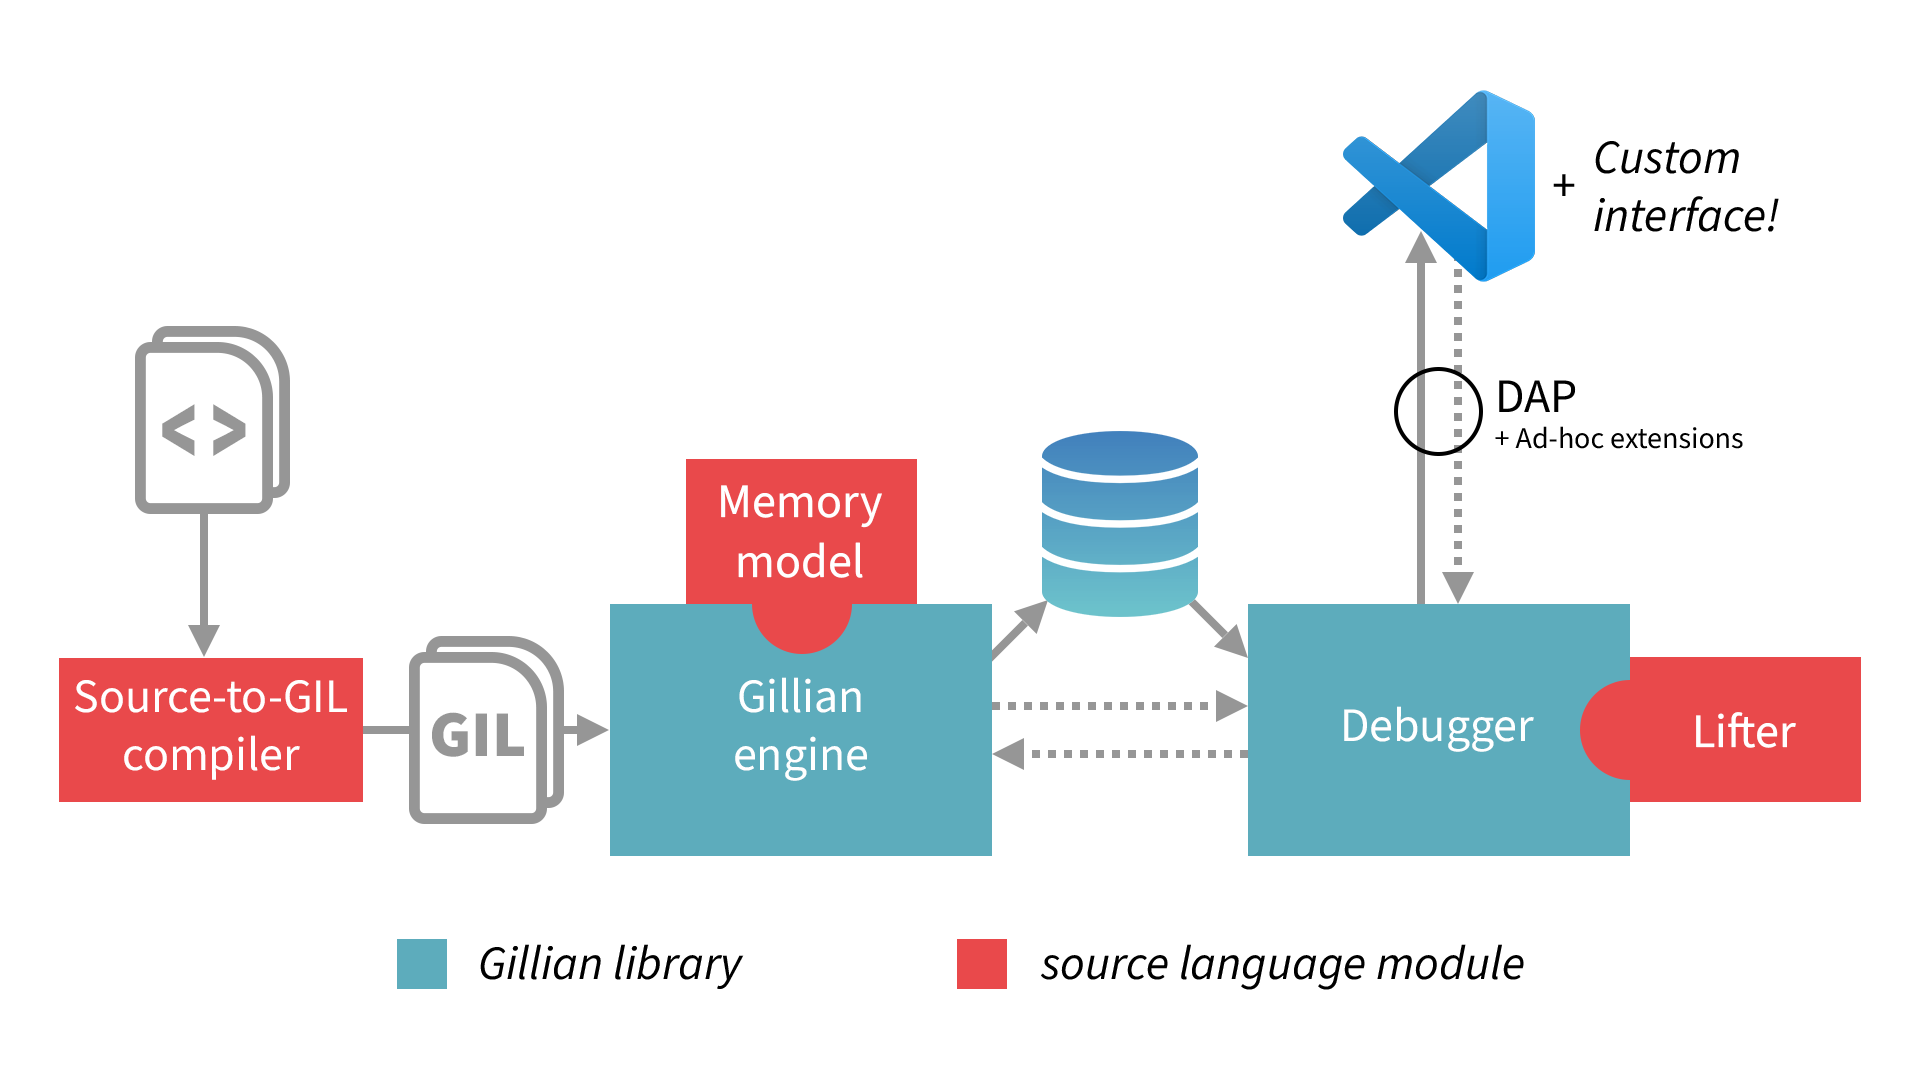 +
Custom
interface!
DAP
+ Ad-hoc extensions
< >
Memory
model
Source-to-GIL
compiler
GIL
Gillian
engine
Debugger
Lifter
Gillian library
source language module